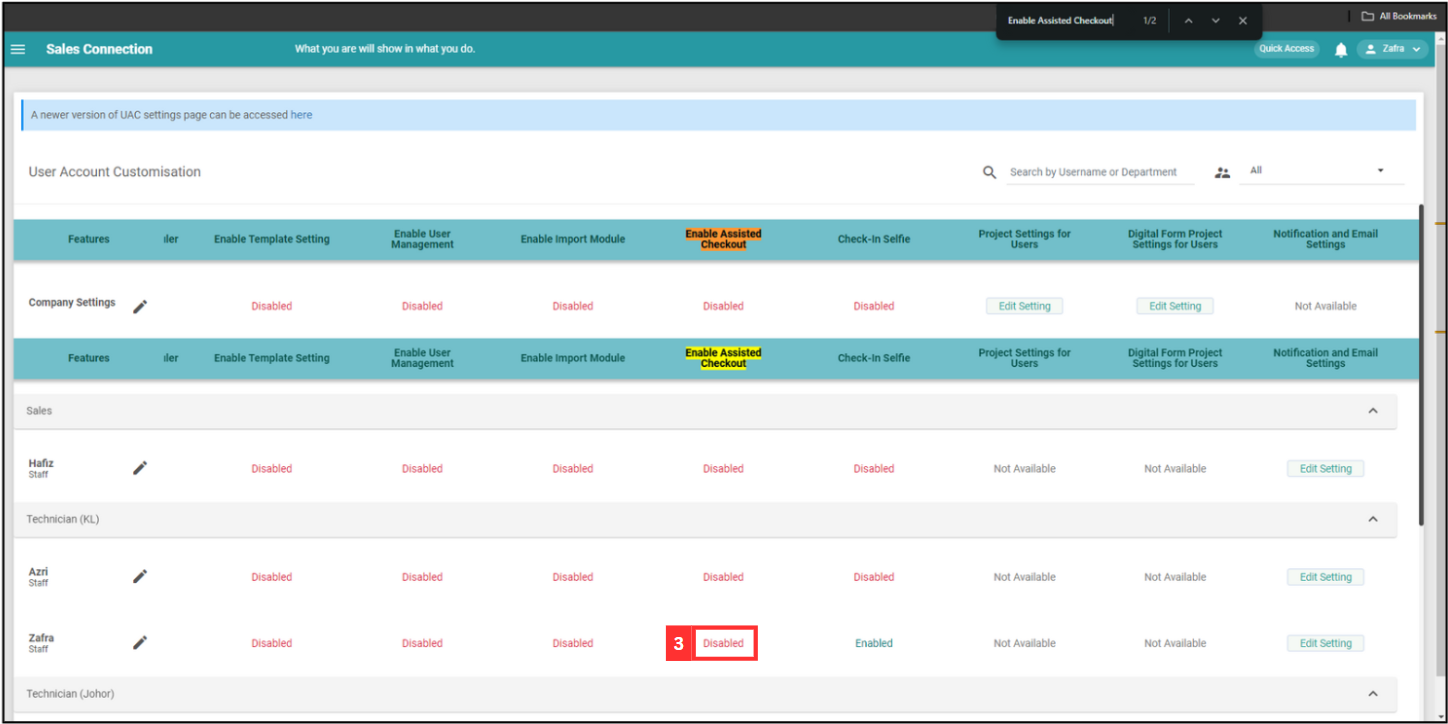 Enable Assisted Checkout 1/2
All Bookmarks
Sales Connection What you are will show in what you do. Quick Access Zafra
A newer version of UAC settings page can be accessed here
User Account Customisation Search by Username or Department All
Features ıler Enable Template Setting Enable User Management Enable Import Module Enable Assisted Checkout Check-In Selfie Project Settings for Users Digital Form Project Settings for Users Notification and Email Settings
Company Settings Disabled Disabled Disabled Disabled Disabled Edit Setting Edit Setting Not Available
Features ıler Enable Template Setting Enable User Management Enable Import Module Enable Assisted Checkout Check-In Selfie Project Settings for Users Digital Form Project Settings for Users Notification and Email Settings
Sales
Hafiz Disabled Disabled Disabled Disabled Disabled Not Available Not Available Edit Setting
Staff
Technician (KL)
Azri Disabled Disabled Disabled Disabled Disabled Not Available Not Available Edit Setting
Staff
Zafra Disabled Disabled Disabled 3 Disabled Enabled Not Available Not Available Edit Setting
Staff
Technician (Johor)